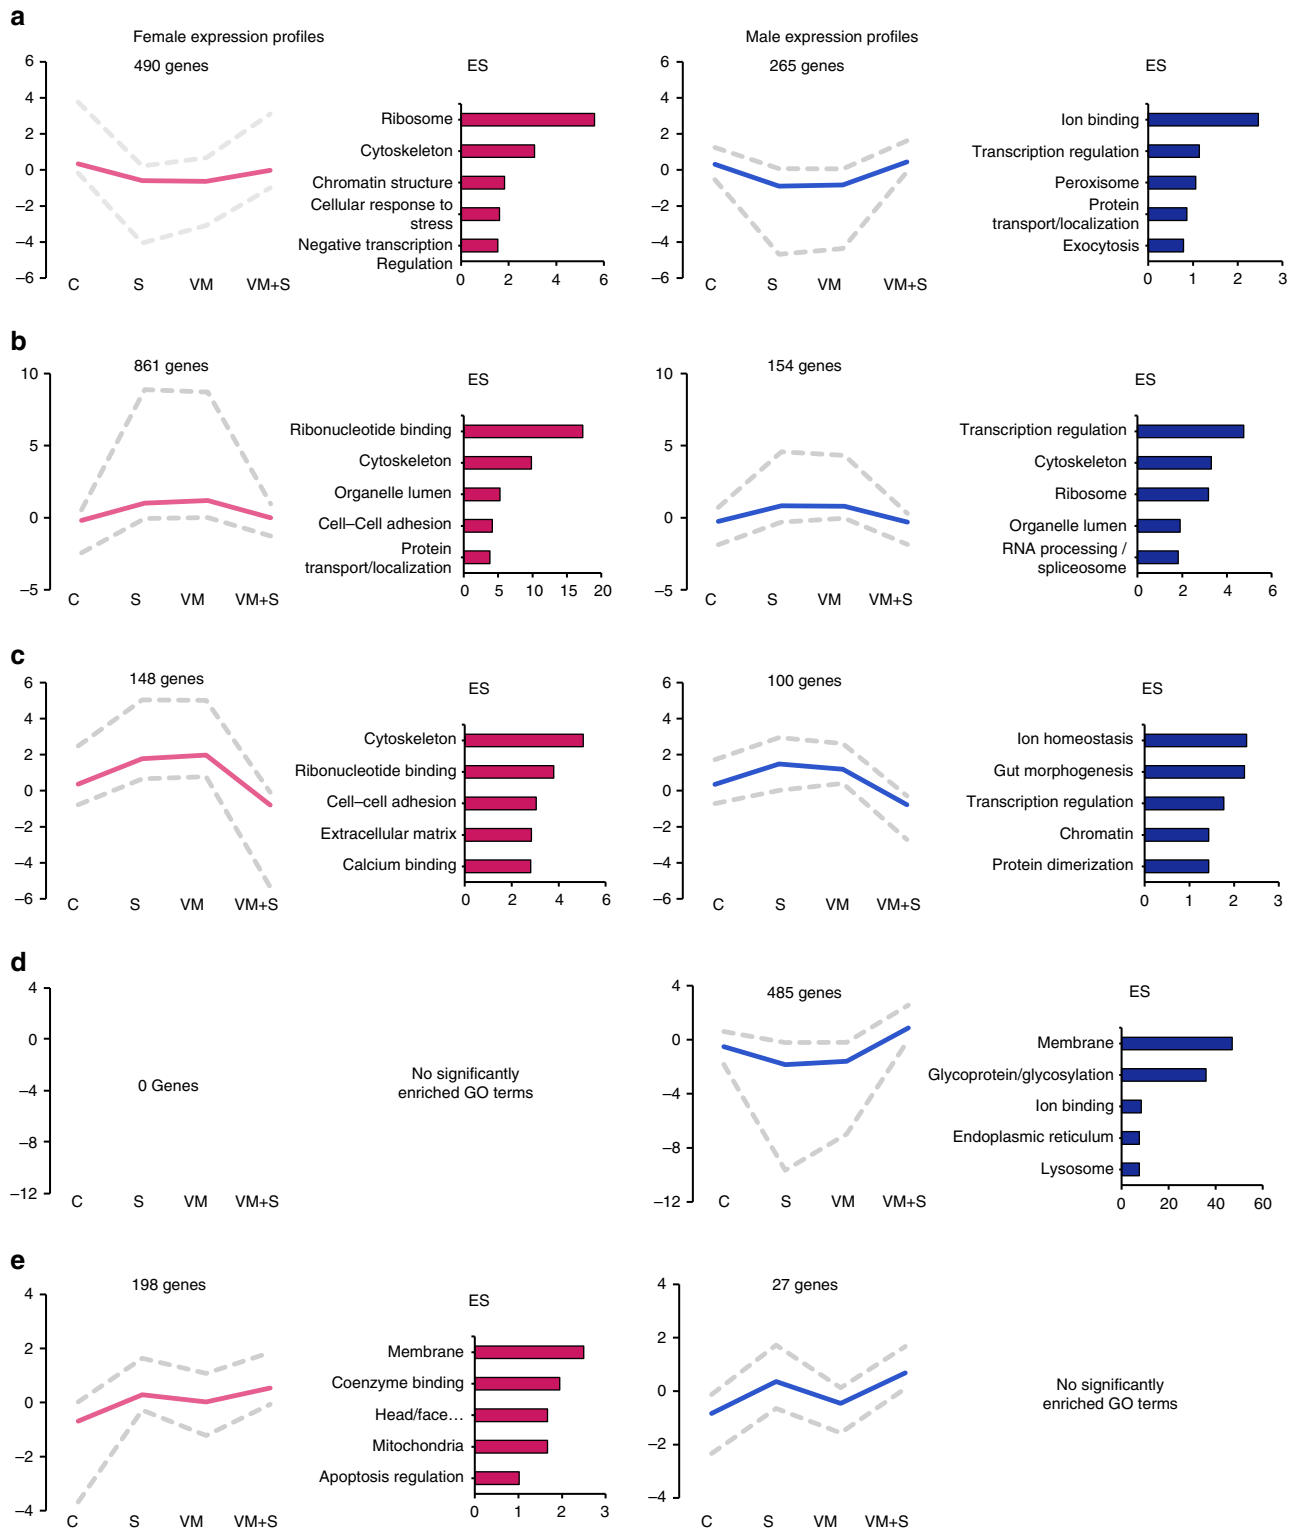 a
Female expression profiles
Male expression profiles
490 genes
6
4
2
0
–2
–4
–6
C S VM VM+S
ES
Ribosome
Cytoskeleton
Chromatin structure
Cellular response to
stress
Negative transcription
Regulation
0 2 4 6
265 genes
6
4
2
0
–2
–4
–6
C S VM VM+S
ES
Ion binding
Transcription regulation
Peroxisome
Protein
transport/localization
Exocytosis
0 1 2 3
b
861 genes
10
5
0
–5
C S VM VM+S
ES
Ribonucleotide binding
Cytoskeleton
Organelle lumen
Cell–Cell adhesion
Protein
transport/localization
0 5 10 15 20
154 genes
10
5
0
–5
C S VM VM+S
ES
Transcription regulation
Cytoskeleton
Ribosome
Organelle lumen
RNA processing /
spliceosome
0 2 4 6
c
148 genes
6
4
2
0
–2
–4
–6
C S VM VM+S
ES
Cytoskeleton
Ribonucleotide binding
Cell–cell adhesion
Extracellular matrix
Calcium binding
0 2 4 6
100 genes
6
4
2
0
–2
–4
–6
C S VM VM+S
ES
Ion homeostasis
Gut morphogenesis
Transcription regulation
Chromatin
Protein dimerization
0 1 2 3
d
4
0
–4
–8
–12
0 Genes
C S VM VM+S
No significantly
enriched GO terms
485 genes
4
0
–4
–8
–12
C S VM VM+S
ES
Membrane
Glycoprotein/glycosylation
Ion binding
Endoplasmic reticulum
Lysosome
0 20 40 60
e
198 genes
4
2
0
–2
–4
C S VM VM+S
ES
Membrane
Coenzyme binding
Head/face…
Mitochondria
Apoptosis regulation
0 1 2 3
27 genes
4
2
0
–2
–4
C S VM VM+S
No significantly
enriched GO terms